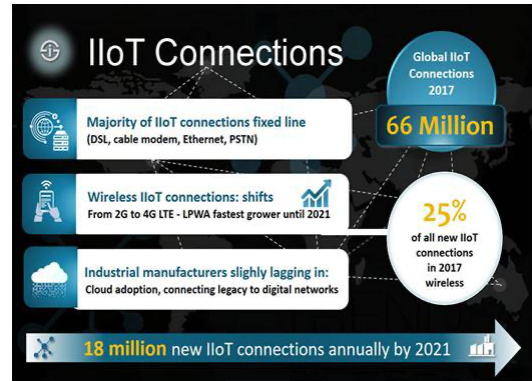 IIoT Connections
Global IIoT
Connections
2017
66 Million
Majority of IIoT connections fixed line
(DSL, cable modem, Ethernet, PSTN)
Wireless IIoT connections: shifts
From 2G to 4G LTE - LPWA fastest grower until 2021
25%
of all new IIoT
connections
in 2017
wireless
Industrial manufacturers slighly lagging in:
Cloud adoption, connecting legacy to digital networks
18 million new IIoT connections annually by 2021